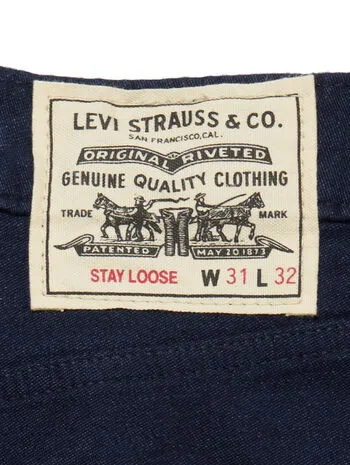 LEVI STRAUSS & CO.
SAN FRANCISCO, CAL.
ORIGINAL RIVETED
GENUINE QUALITY CLOTHING
TRADE MARK
PATENTED MAY 20 1873
STAY LOOSE W 31 L 32